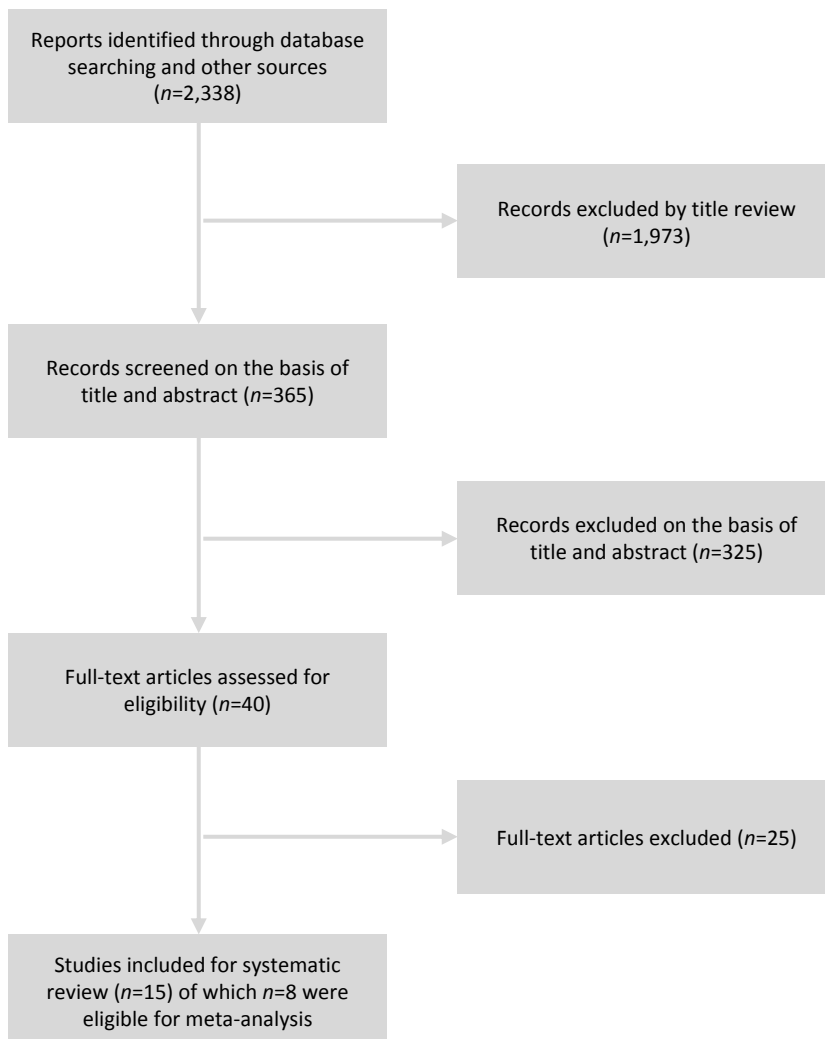 Reports identified through database
searching and other sources
(n=2,338)
Records excluded by title review
(n=1,973)
Records screened on the basis of
title and abstract (n=365)
Records excluded on the basis of
title and abstract (n=325)
Full-text articles assessed for
eligibility (n=40)
Full-text articles excluded (n=25)
Studies included for systematic
review (n=15) of which n=8 were
eligible for meta-analysis